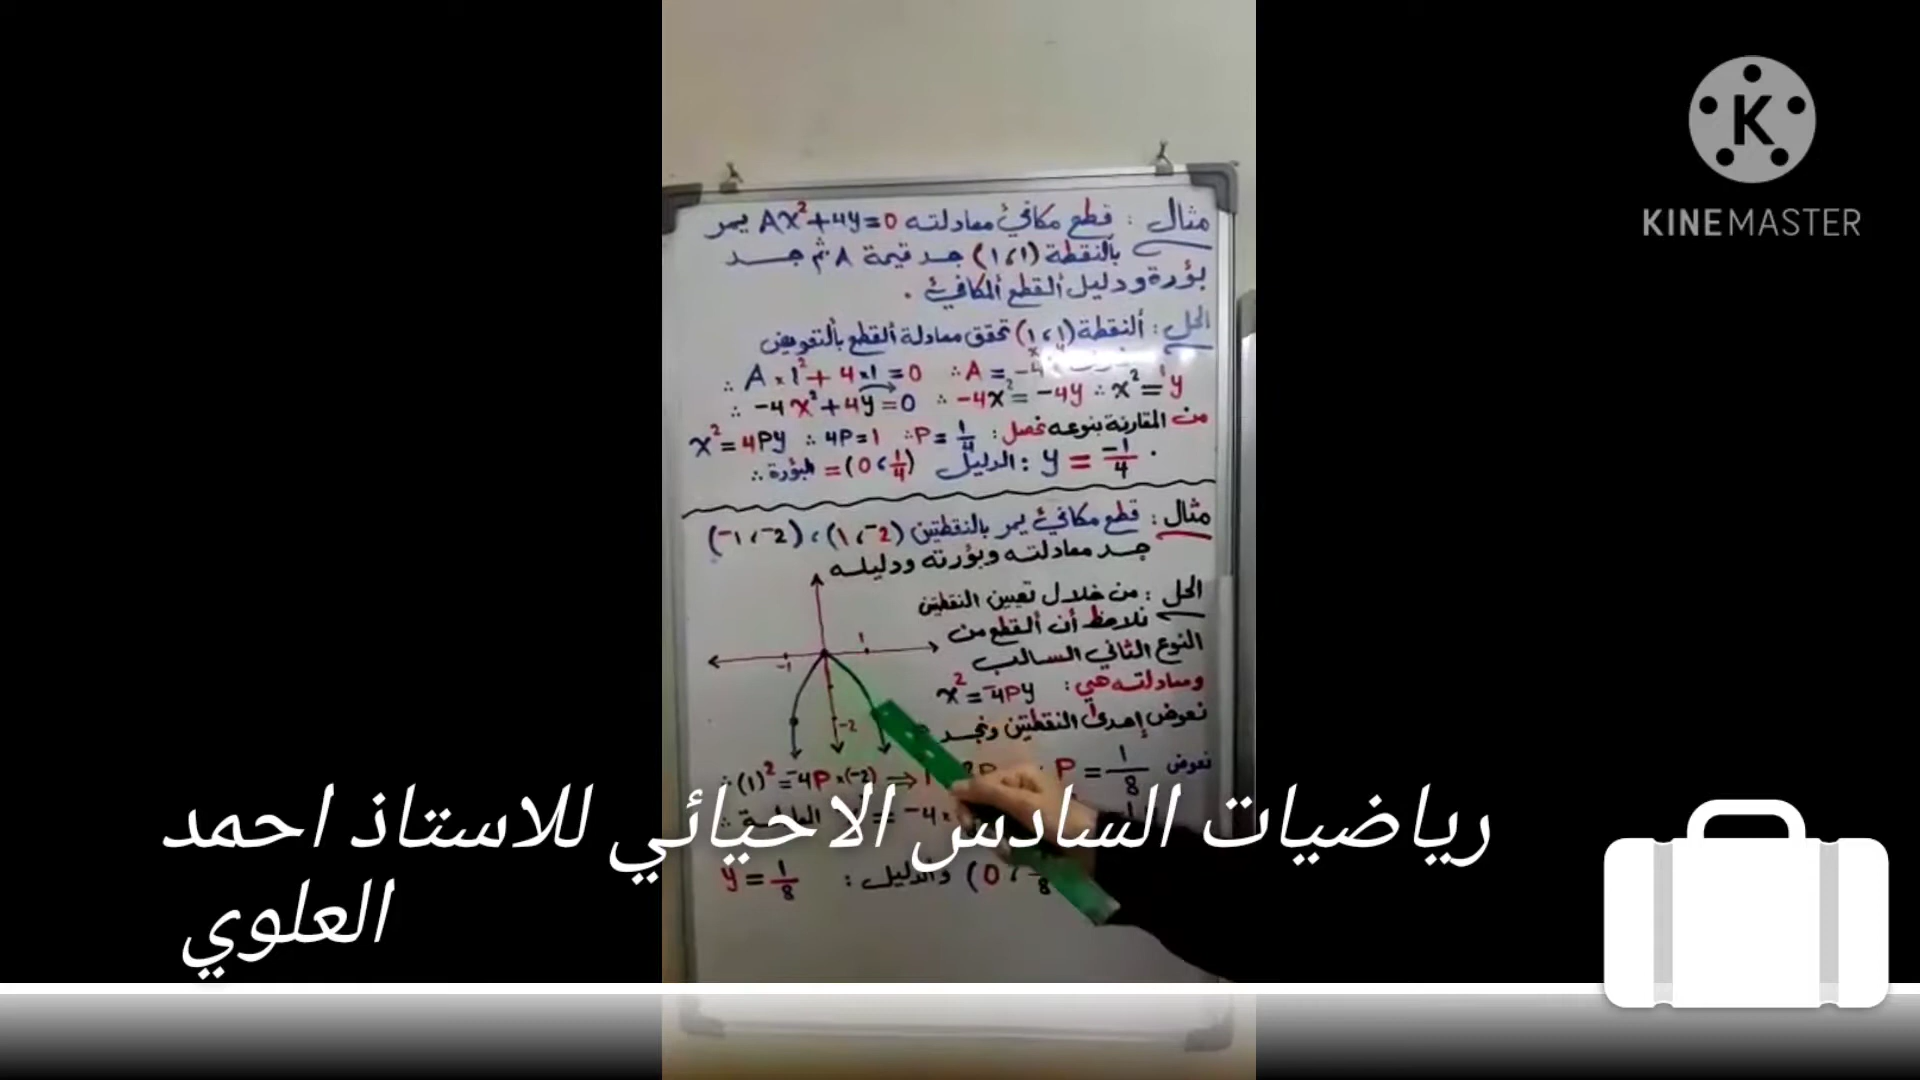 KINEMASTER
مثال : قطع مكافئ معادلته Ax²+4y=0 يمر
بالنقطة (1،1) جد قيمة A ثم جد
بؤرة ودليل القطع المكافئ .
الحل : النقطة (1،1) تحقق معادلة القطع بالتعويض
∴ A×1²+4×1=0 ∴ A=-4
∴ -4x²+4y=0 ∴ -4x²=-4y ∴ x²=y
من المقارنة بنوعه نحصل :
x²=4Py ∴ 4P=1 ∴ P=1/4
∴ البؤرة = (0،1/4) الدليل : y=-1/4 .
مثال : قطع مكافئ يمر بالنقطتين (1،-2) ، (-1،-2)
جد معادلته وبؤرته ودليله
الحل : من خلال تعيين النقطتين
نلاحظ أن القطع من
النوع الثاني السالب
ومعادلته هي : x²=-4Py
نعوض إحدى النقطتين ونجد
1
-1
-2
نعوض
∴ (1)²=-4P×(-2) ⇒ P=1/8
∴
والدليل : y=1/8
رياضيات السادس الاحيائي للاستاذ احمد
العلوي